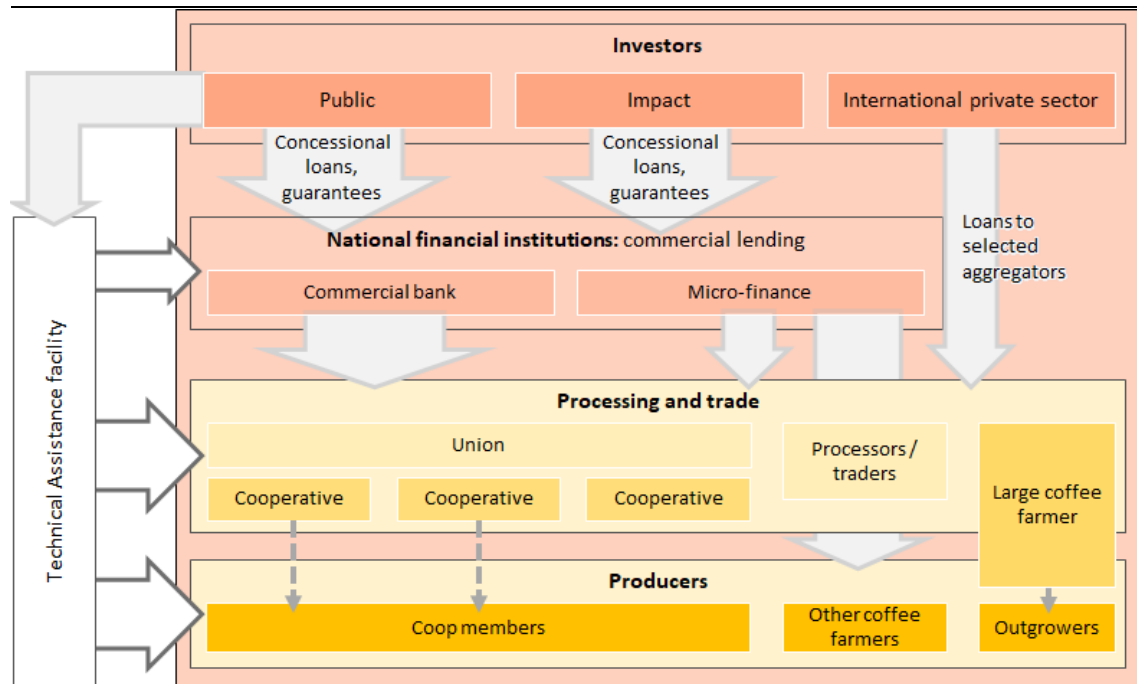 Investors
Public
Impact
International private sector
Concessional
loans,
guarantees
Concessional
loans,
guarantees
Loans to
selected
aggregators
National financial institutions: commercial lending
Commercial bank
Micro-finance
Technical Assistance facility
Processing and trade
Union
Processors /
traders
Large coffee
farmer
Cooperative
Cooperative
Cooperative
Producers
Coop members
Other coffee
farmers
Outgrowers